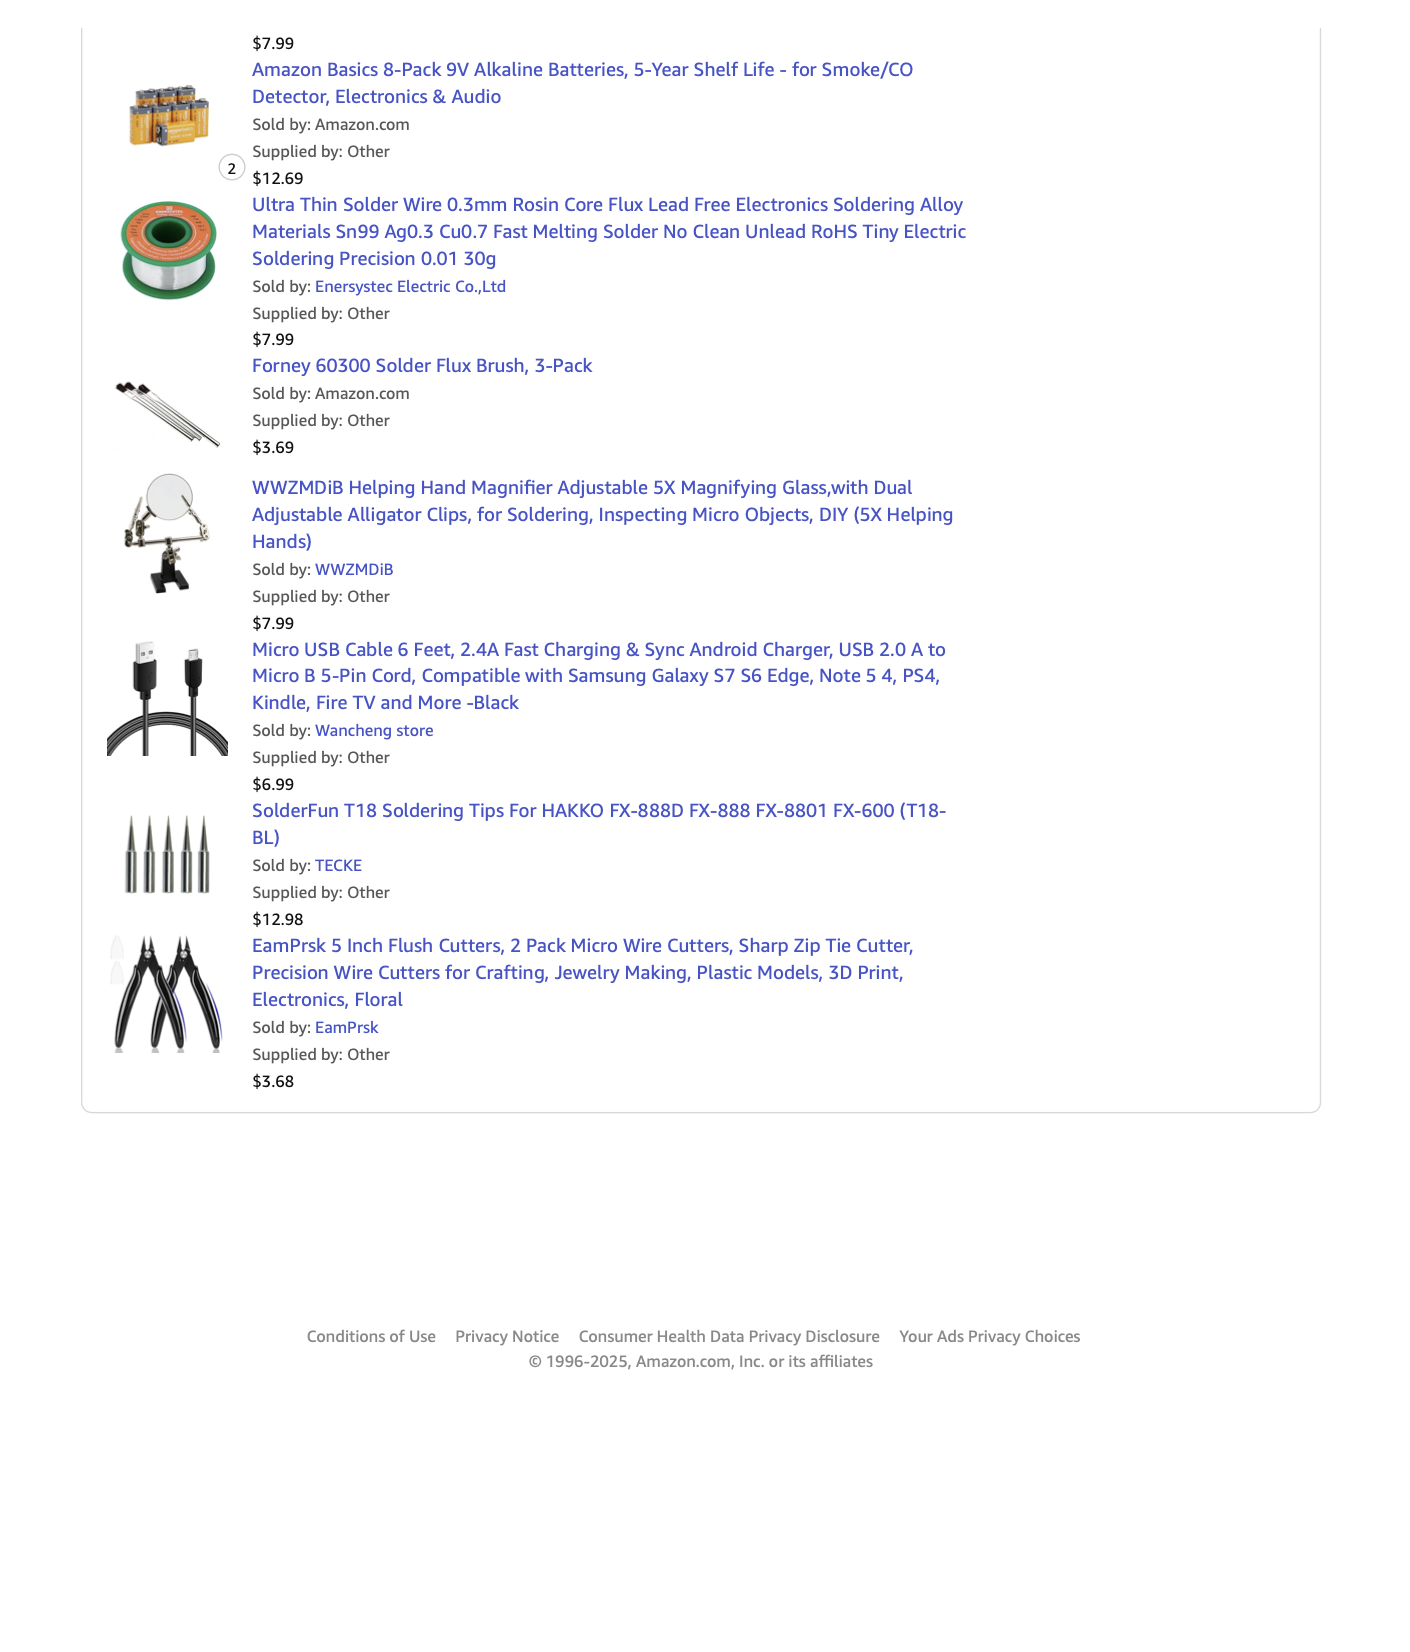 $7.99
Amazon Basics 8-Pack 9V Alkaline Batteries, 5-Year Shelf Life - for Smoke/CO
Detector, Electronics & Audio
Sold by: Amazon.com
Supplied by: Other
2
$12.69
Ultra Thin Solder Wire 0.3mm Rosin Core Flux Lead Free Electronics Soldering Alloy
Materials Sn99 Ag0.3 Cu0.7 Fast Melting Solder No Clean Unlead RoHS Tiny Electric
Soldering Precision 0.01 30g
Sold by: Enersystec Electric Co.,Ltd
Supplied by: Other
$7.99
Forney 60300 Solder Flux Brush, 3-Pack
Sold by: Amazon.com
Supplied by: Other
$3.69
WWZMDiB Helping Hand Magnifier Adjustable 5X Magnifying Glass,with Dual
Adjustable Alligator Clips, for Soldering, Inspecting Micro Objects, DIY (5X Helping
Hands)
Sold by: WWZMDiB
Supplied by: Other
$7.99
Micro USB Cable 6 Feet, 2.4A Fast Charging & Sync Android Charger, USB 2.0 A to
Micro B 5-Pin Cord, Compatible with Samsung Galaxy S7 S6 Edge, Note 5 4, PS4,
Kindle, Fire TV and More -Black
Sold by: Wancheng store
Supplied by: Other
$6.99
SolderFun T18 Soldering Tips For HAKKO FX-888D FX-888 FX-8801 FX-600 (T18-
BL)
Sold by: TECKE
Supplied by: Other
$12.98
EamPrsk 5 Inch Flush Cutters, 2 Pack Micro Wire Cutters, Sharp Zip Tie Cutter,
Precision Wire Cutters for Crafting, Jewelry Making, Plastic Models, 3D Print,
Electronics, Floral
Sold by: EamPrsk
Supplied by: Other
$3.68
Conditions of Use Privacy Notice Consumer Health Data Privacy Disclosure Your Ads Privacy Choices
© 1996-2025, Amazon.com, Inc. or its affiliates